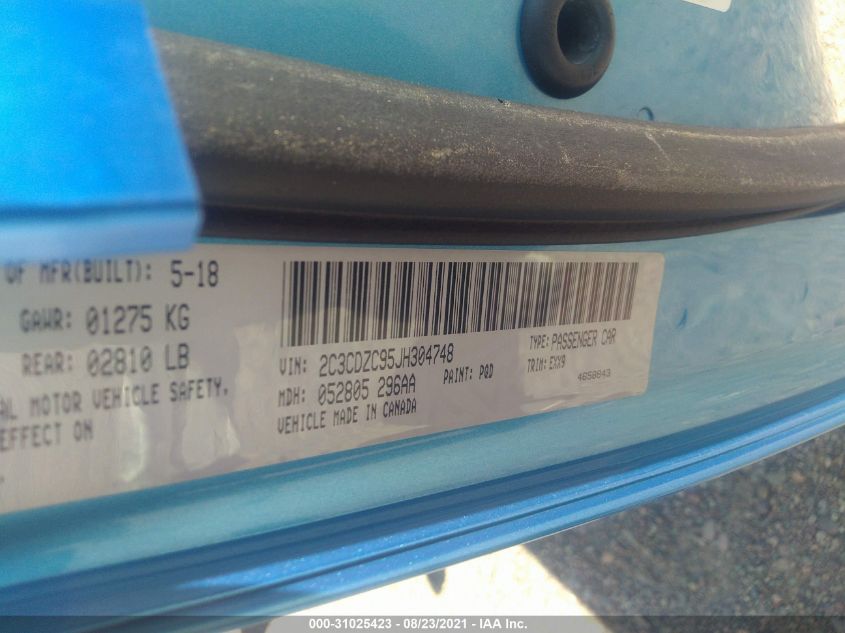 OF MFR(BUILT): 5-18
GAWR: 01275 KG
REAR: 02810 LB
MOTOR VEHICLE SAFETY,
EFFECT ON
VIN: 2C3CDZC95JH304748
TYPE: PASSENGER CAR
MDH: 052805 296AA
PAINT: PQD
TRIM: EXX9
VEHICLE MADE IN CANADA
4658843
000-31025423 - 08/23/2021 - IAA Inc.